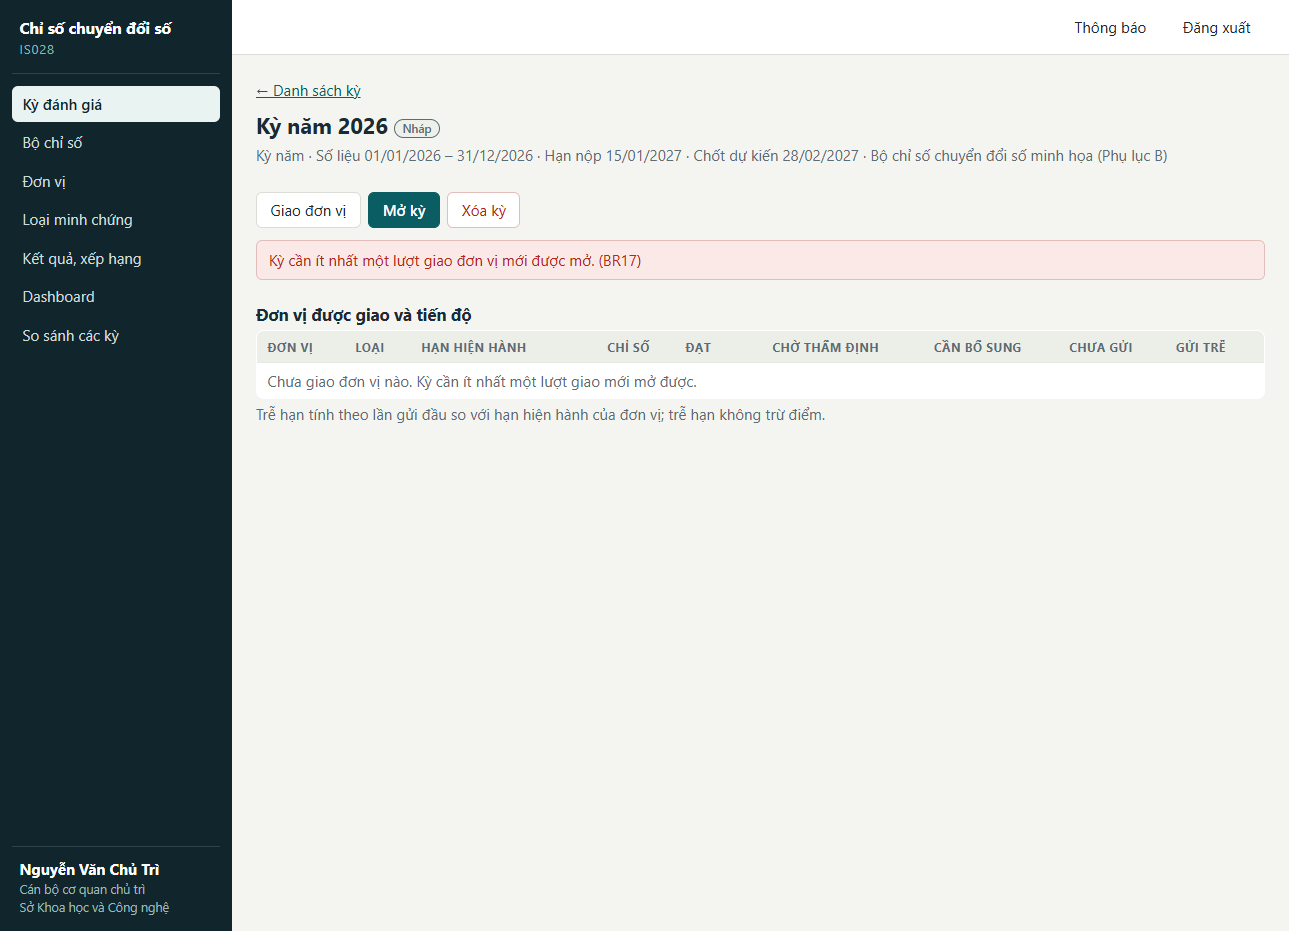 Chỉ số chuyển đổi số
IS028
Kỳ đánh giá
Bộ chỉ số
Đơn vị
Loại minh chứng
Kết quả, xếp hạng
Dashboard
So sánh các kỳ
Nguyễn Văn Chủ Trì
Cán bộ cơ quan chủ trì
Sở Khoa học và Công nghệ
Thông báo Đăng xuất
← Danh sách kỳ
Kỳ năm 2026 Nháp
Kỳ năm · Số liệu 01/01/2026 – 31/12/2026 · Hạn nộp 15/01/2027 · Chốt dự kiến 28/02/2027 · Bộ chỉ số chuyển đổi số minh họa (Phụ lục B)
Giao đơn vị Mở kỳ Xóa kỳ
Kỳ cần ít nhất một lượt giao đơn vị mới được mở. (BR17)
Đơn vị được giao và tiến độ
ĐƠN VỊ LOẠI HẠN HIỆN HÀNH CHỈ SỐ ĐẠT CHỜ THẨM ĐỊNH CẦN BỔ SUNG CHƯA GỬI GỬI TRỄ
Chưa giao đơn vị nào. Kỳ cần ít nhất một lượt giao mới mở được.
Trễ hạn tính theo lần gửi đầu so với hạn hiện hành của đơn vị; trễ hạn không trừ điểm.